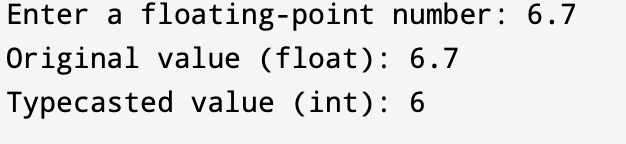 Enter a floating-point number: 6.7
Original value (float): 6.7
Typecasted value (int): 6